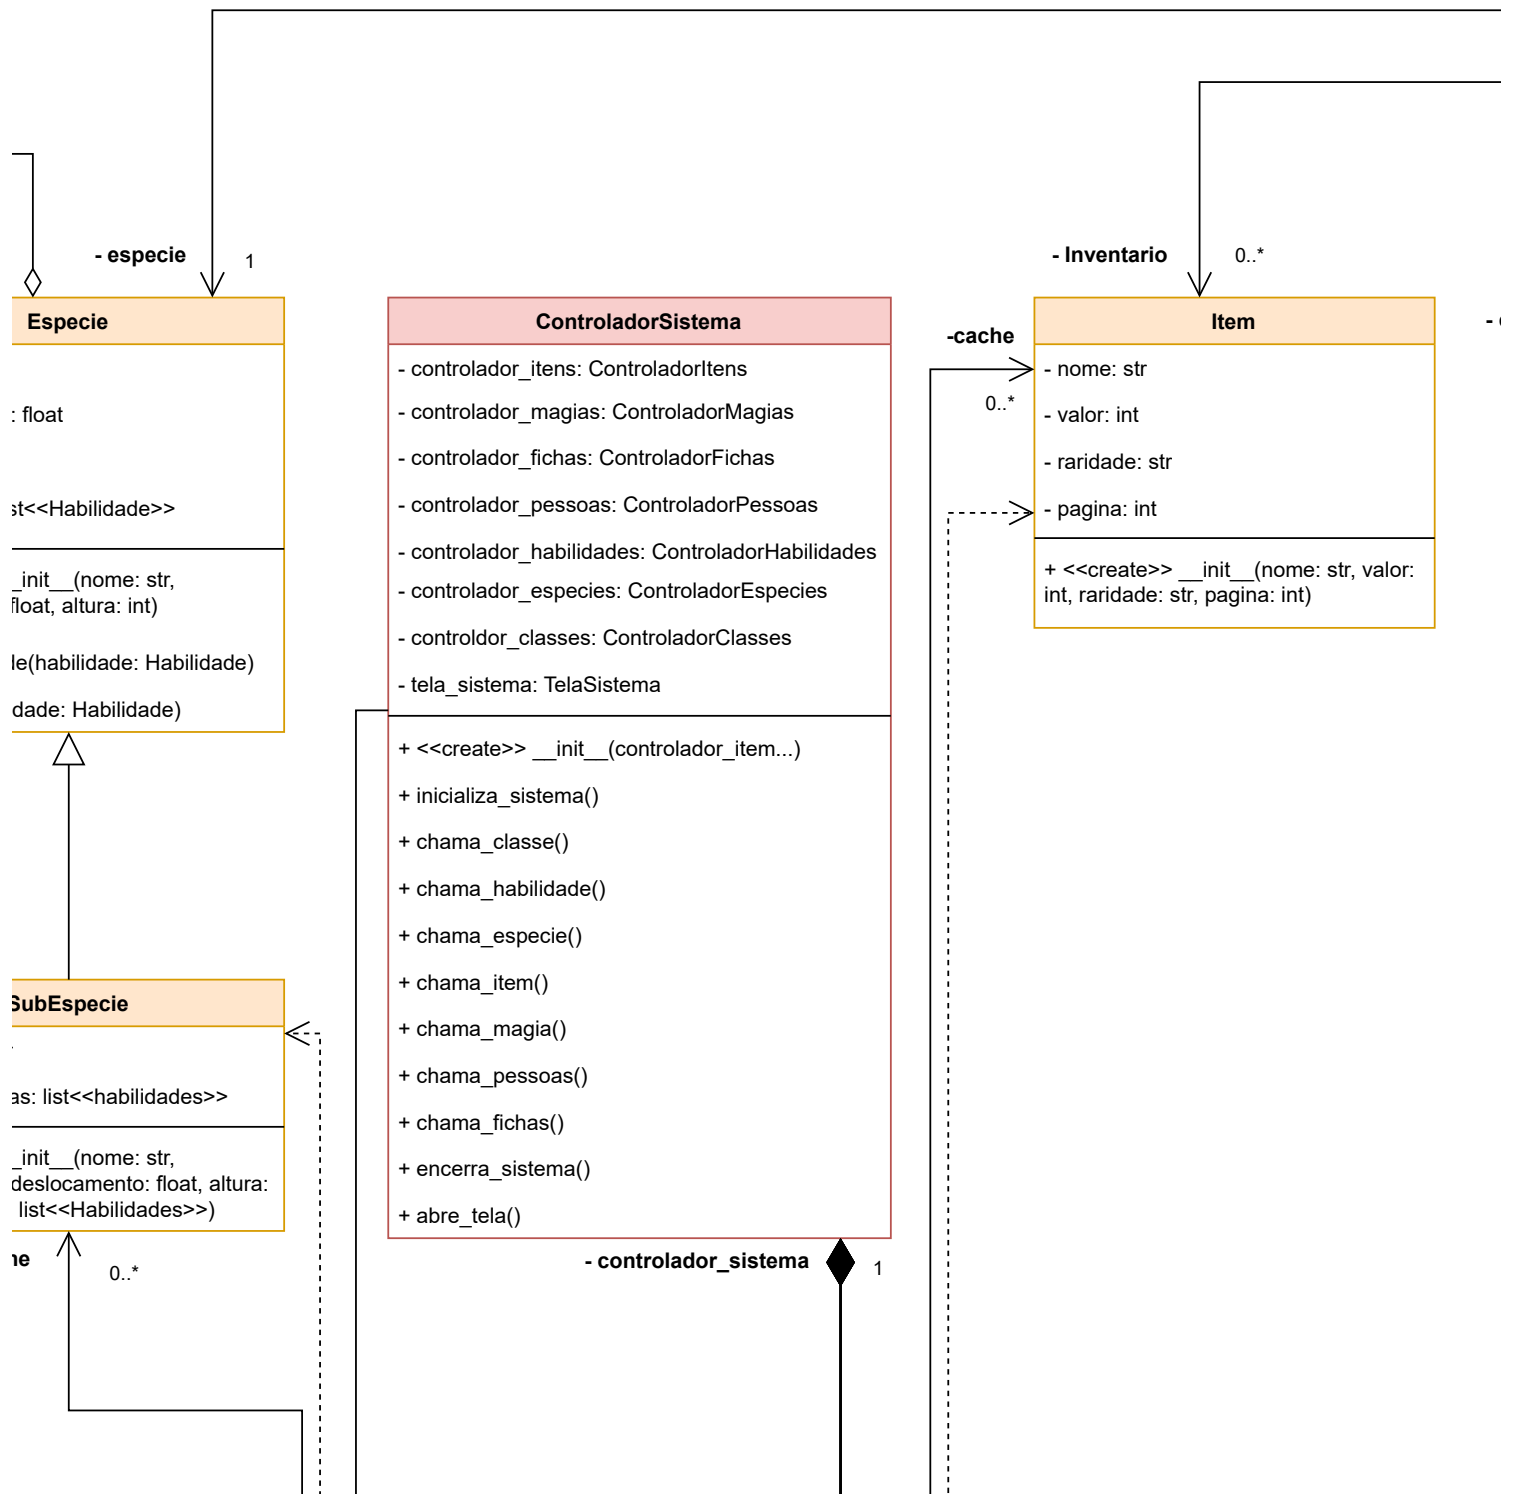 - especie
1
Especie
: float
st<<Habilidade>>
_init__(nome: str,
float, altura: int)
le(habilidade: Habilidade)
dade: Habilidade)
SubEspecie
as: list<<habilidades>>
_init__(nome: str,
deslocamento: float, altura:
list<<Habilidades>>)
0..*
ControladorSistema
- controlador_itens: ControladorItens
- controlador_magias: ControladorMagias
- controlador_fichas: ControladorFichas
- controlador_pessoas: ControladorPessoas
- controlador_habilidades: ControladorHabilidades
- controlador_especies: ControladorEspecies
- controldor_classes: ControladorClasses
- tela_sistema: TelaSistema
+ <<create>> __init__(controlador_item...)
+ inicializa_sistema()
+ chama_classe()
+ chama_habilidade()
+ chama_especie()
+ chama_item()
+ chama_magia()
+ chama_pessoas()
+ chama_fichas()
+ encerra_sistema()
+ abre_tela()
- controlador_sistema
1
- Inventario
0..*
-cache
0..*
Item
- nome: str
- valor: int
- raridade: str
- pagina: int
+ <<create>> __init__(nome: str, valor:
int, raridade: str, pagina: int)